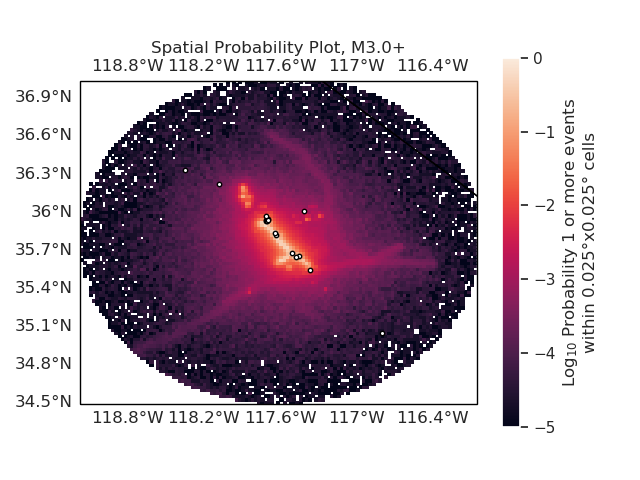 Spatial Probability Plot, M3.0+
118.8°W 118.2°W 117.6°W 117°W 116.4°W
36.9°N
36.6°N
36.3°N
36°N
35.7°N
35.4°N
35.1°N
34.8°N
34.5°N
118.8°W 118.2°W 117.6°W 117°W 116.4°W
0
−1
−2
−3
−4
−5
Log₁₀ Probability 1 or more events
within 0.025°x0.025° cells